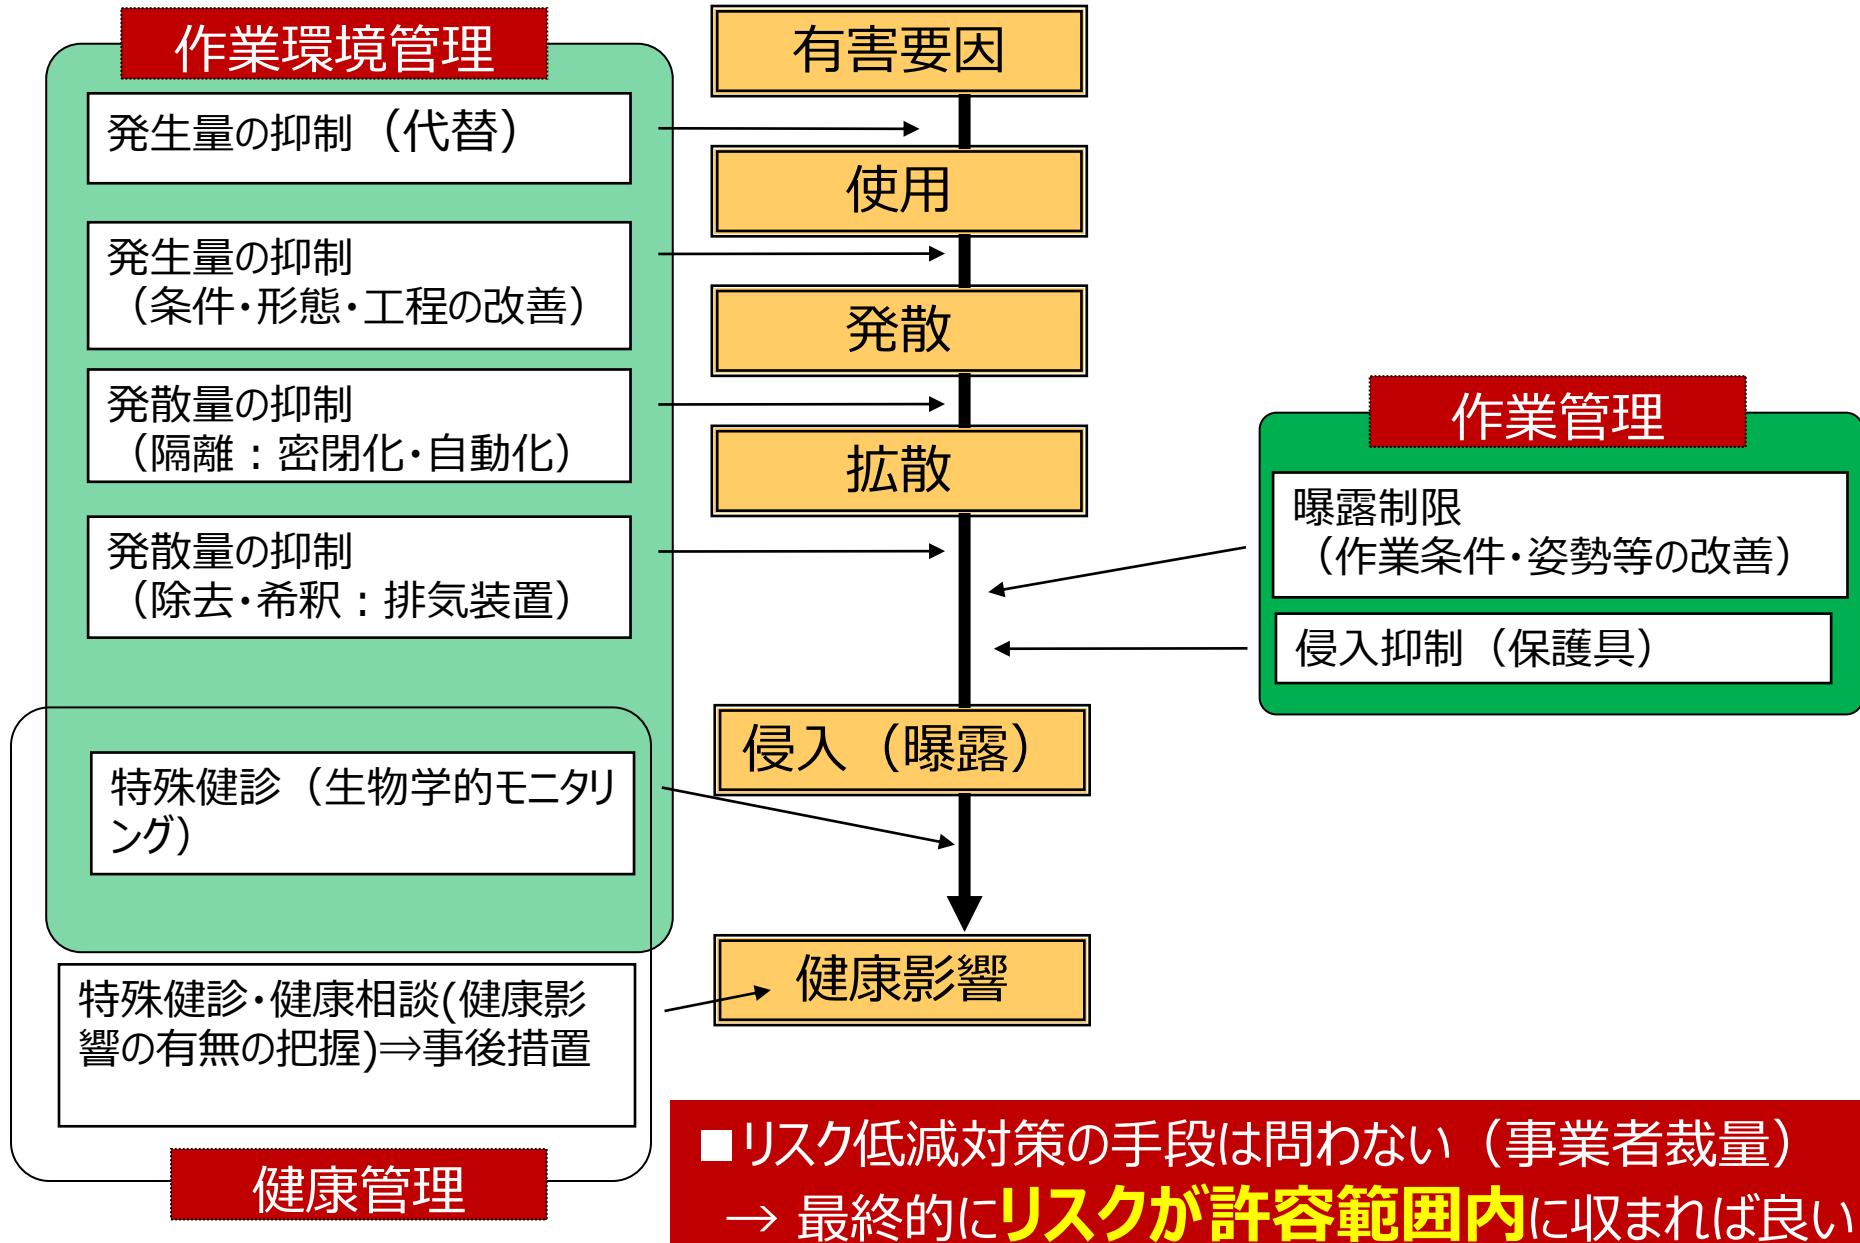 作業環境管理
発生量の抑制（代替）
発生量の抑制
（条件・形態・工程の改善）
発散量の抑制
（隔離：密閉化・自動化）
発散量の抑制
（除去・希釈：排気装置）
特殊健診（生物学的モニタリ
ング）
特殊健診・健康相談(健康影
響の有無の把握)⇒事後措置
健康管理
有害要因
使用
発散
拡散
侵入（曝露）
健康影響
作業管理
曝露制限
（作業条件・姿勢等の改善）
侵入抑制（保護具）
■リスク低減対策の手段は問わない（事業者裁量）
→ 最終的にリスクが許容範囲内に収まれば良い